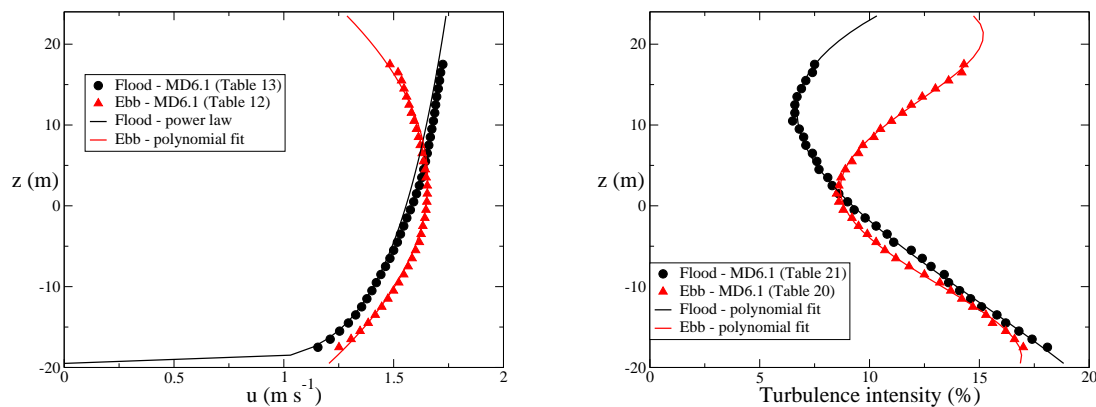 20
10
0
-10
-20
z (m)
Flood - MD6.1 (Table 13)
Ebb - MD6.1 (Table 12)
Flood - power law
Ebb - polynomial fit
0 0.5 1 1.5 2
u (m s⁻¹)
20
10
0
-10
-20
z (m)
Flood - MD6.1 (Table 21)
Ebb - MD6.1 (Table 20)
Flood - polynomial fit
Ebb - polynomial fit
0 5 10 15 20
Turbulence intensity (%)